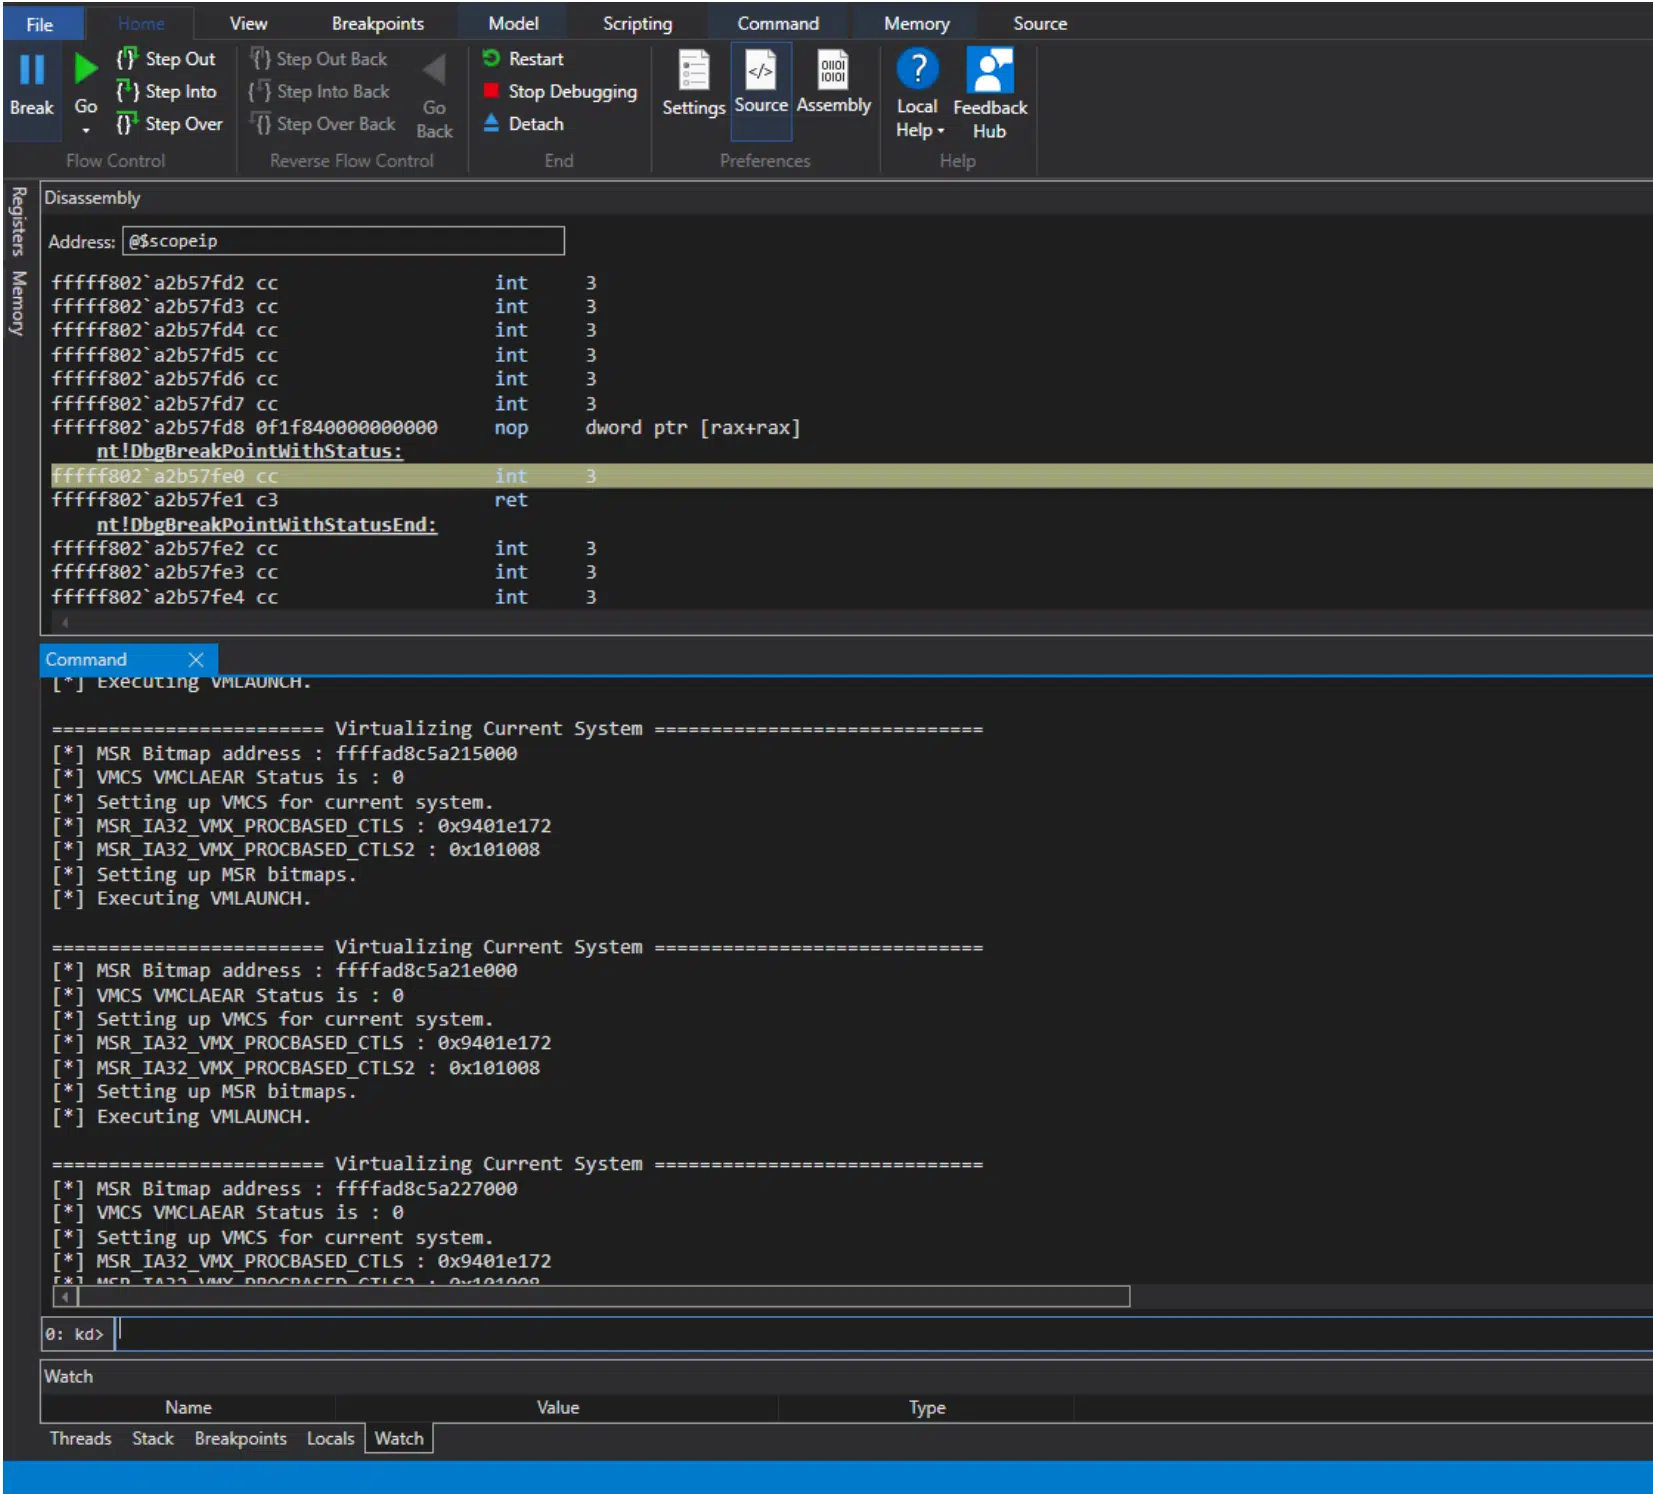 File Home View Breakpoints Model Scripting Command Memory Source
Break
Go
Step Out
Step Into
Step Over
Flow Control
Step Out Back
Step Into Back
Step Over Back
Go Back
Reverse Flow Control
Restart
Stop Debugging
Detach
End
Settings Source Assembly
Preferences
Local Help
Feedback Hub
Help
Registers
Memory
Disassembly
Address: @$scopeip
fffff802`a2b57fd2 cc int 3
fffff802`a2b57fd3 cc int 3
fffff802`a2b57fd4 cc int 3
fffff802`a2b57fd5 cc int 3
fffff802`a2b57fd6 cc int 3
fffff802`a2b57fd7 cc int 3
fffff802`a2b57fd8 0f1f840000000000 nop dword ptr [rax+rax]
nt!DbgBreakPointWithStatus:
fffff802`a2b57fe0 cc int 3
fffff802`a2b57fe1 c3 ret
nt!DbgBreakPointWithStatusEnd:
fffff802`a2b57fe2 cc int 3
fffff802`a2b57fe3 cc int 3
fffff802`a2b57fe4 cc int 3
Command
[*] Executing VMLAUNCH.
======================== Virtualizing Current System =============================
[*] MSR Bitmap address : ffffad8c5a215000
[*] VMCS VMCLAEAR Status is : 0
[*] Setting up VMCS for current system.
[*] MSR_IA32_VMX_PROCBASED_CTLS : 0x9401e172
[*] MSR_IA32_VMX_PROCBASED_CTLS2 : 0x101008
[*] Setting up MSR bitmaps.
[*] Executing VMLAUNCH.
======================== Virtualizing Current System =============================
[*] MSR Bitmap address : ffffad8c5a21e000
[*] VMCS VMCLAEAR Status is : 0
[*] Setting up VMCS for current system.
[*] MSR_IA32_VMX_PROCBASED_CTLS : 0x9401e172
[*] MSR_IA32_VMX_PROCBASED_CTLS2 : 0x101008
[*] Setting up MSR bitmaps.
[*] Executing VMLAUNCH.
======================== Virtualizing Current System =============================
[*] MSR Bitmap address : ffffad8c5a227000
[*] VMCS VMCLAEAR Status is : 0
[*] Setting up VMCS for current system.
[*] MSR_IA32_VMX_PROCBASED_CTLS : 0x9401e172
[*] MSR_IA32_VMX_PROCBASED_CTLS2 : 0x101008
0: kd>
Watch
Name Value Type
Threads Stack Breakpoints Locals Watch